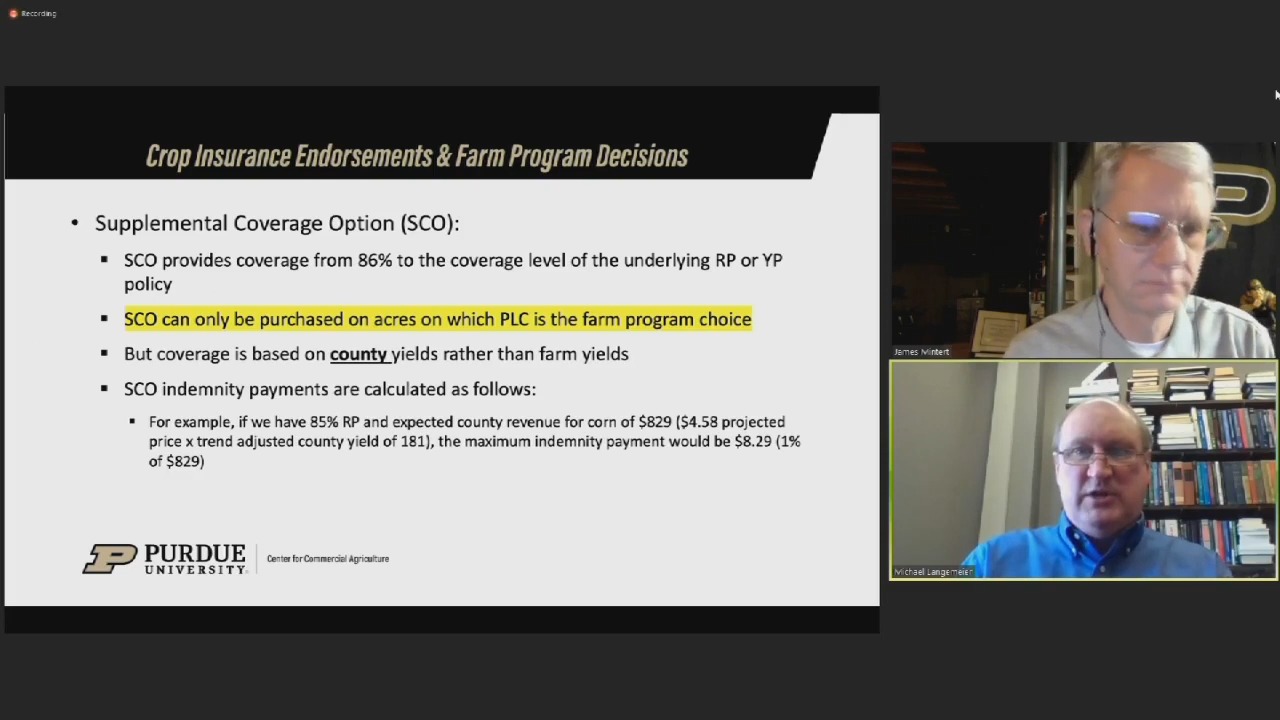 Recording
Crop Insurance Endorsements & Farm Program Decisions
• Supplemental Coverage Option (SCO):
▪ SCO provides coverage from 86% to the coverage level of the underlying RP or YP
policy
▪ SCO can only be purchased on acres on which PLC is the farm program choice
▪ But coverage is based on county yields rather than farm yields
▪ SCO indemnity payments are calculated as follows:
▪ For example, if we have 85% RP and expected county revenue for corn of $829 ($4.58 projected
price x trend adjusted county yield of 181), the maximum indemnity payment would be $8.29 (1%
of $829)
PURDUE
UNIVERSITY
Center for Commercial Agriculture
James Mintert
Michael Langemeier